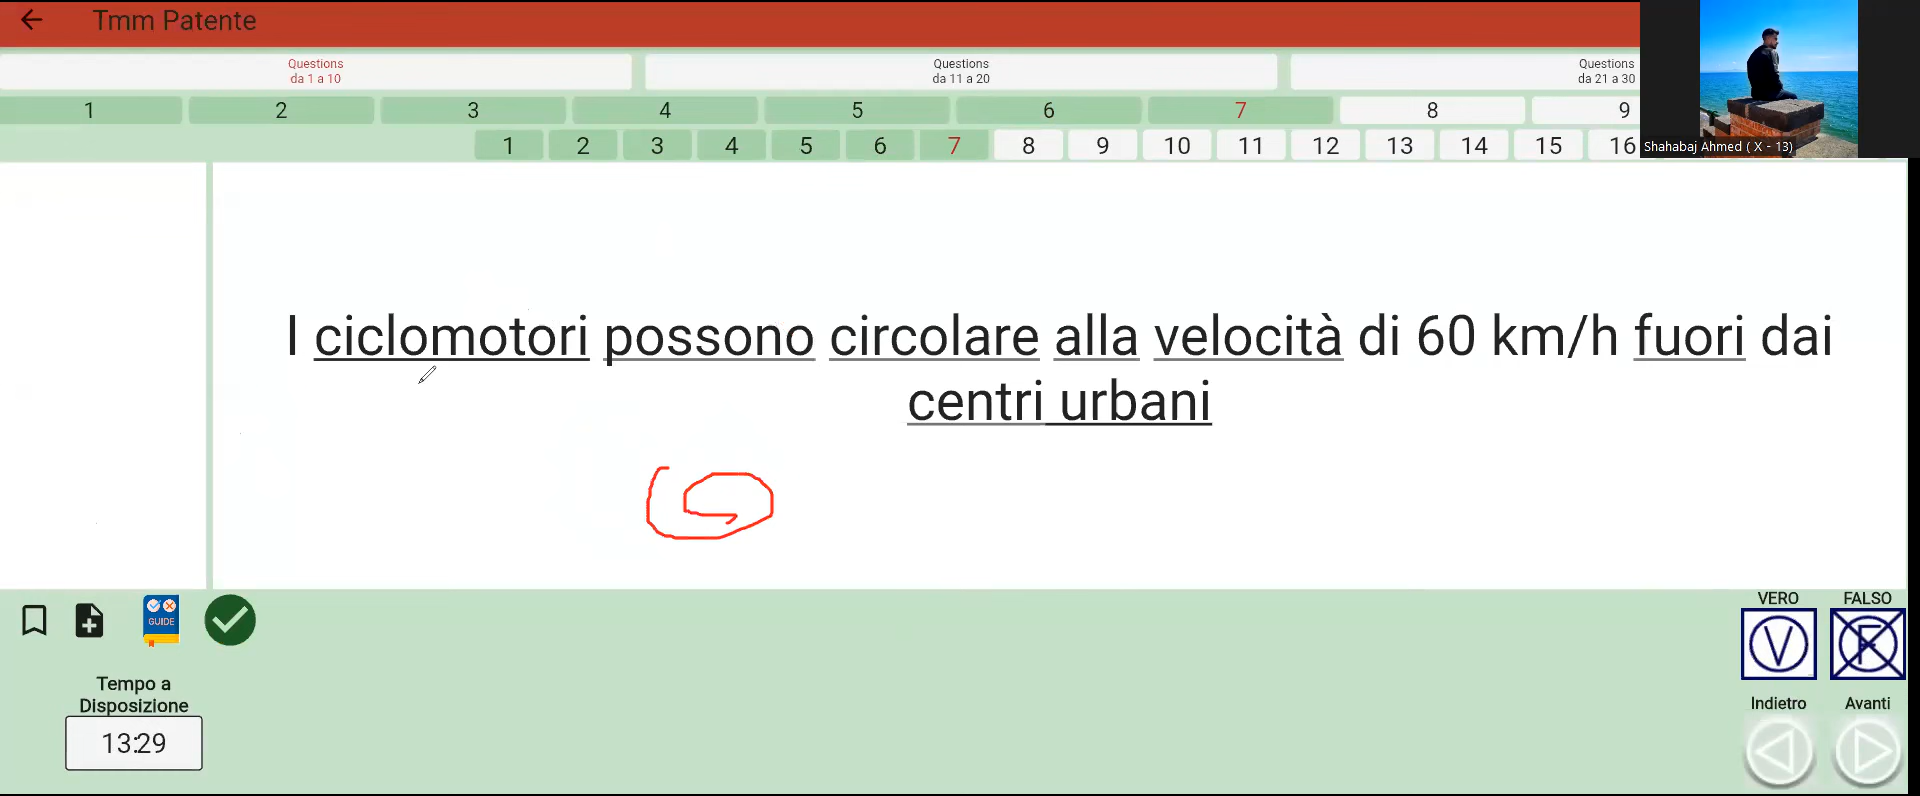 Tmm Patente
Questions
da 1 a 10
Questions
da 11 a 20
Questions
da 21 a 30
1 2 3 4 5 6 7 8 9
1 2 3 4 5 6 7 8 9 10 11 12 13 14 15 16
Shahabaj Ahmed ( X - 13)
I ciclomotori possono circolare alla velocità di 60 km/h fuori dai
centri urbani
GUIDE
VERO FALSO
V F
Tempo a
Disposizione
13:29
Indietro Avanti